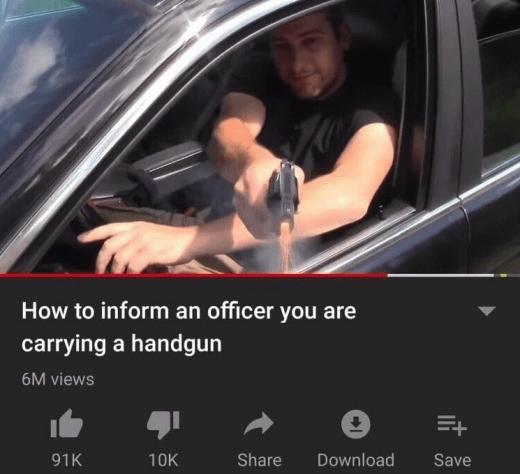 How to inform an officer you are
carrying a handgun
6M views
91K 10K Share Download Save